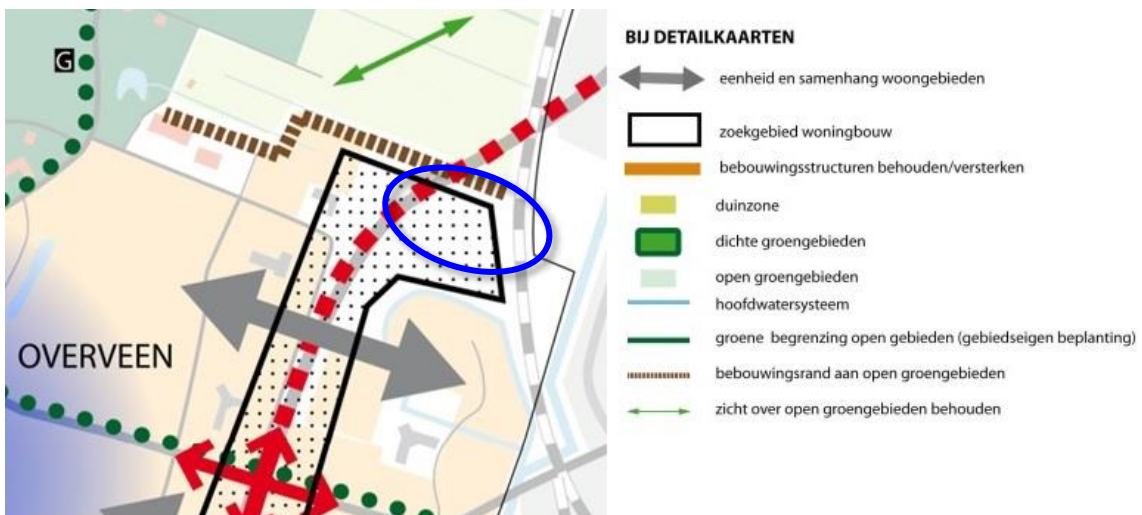 G
OVERVEEN
BIJ DETAILKAARTEN
eenheid en samenhang woongebieden
zoekgebied woningbouw
bebouwingsstructuren behouden/versterken
duinzone
dichte groengebieden
open groengebieden
hoofdwatersysteem
groene begrenzing open gebieden (gebiedseigen beplanting)
bebouwingsrand aan open groengebieden
zicht over open groengebieden behouden